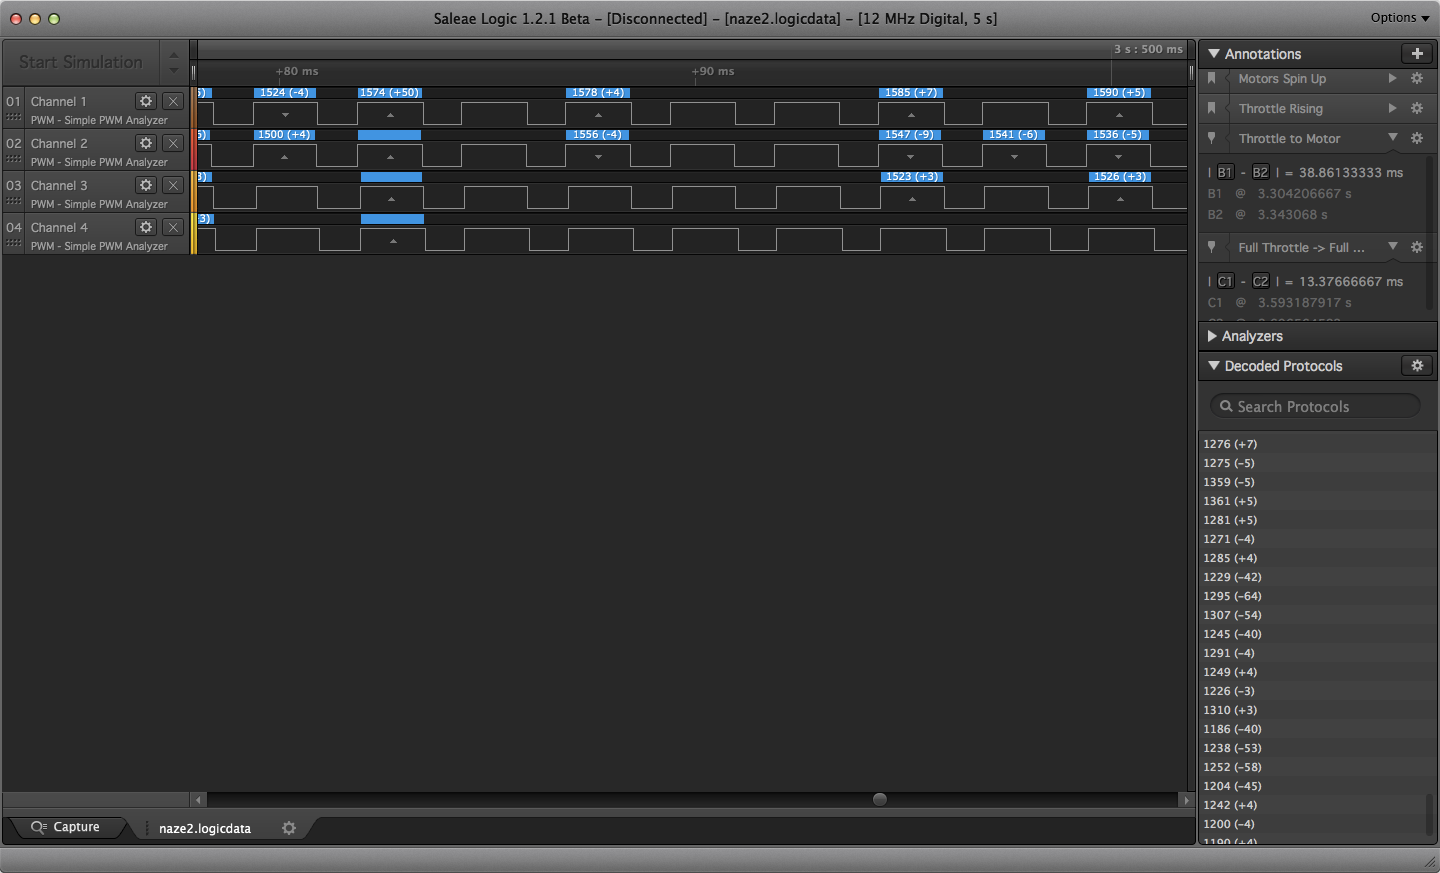 Saleae Logic 1.2.1 Beta – [Disconnected] – [naze2.logicdata] – [12 MHz Digital, 5 s]
Options
Start Simulation
3 s : 500 ms
+80 ms
+90 ms
01 Channel 1
PWM - Simple PWM Analyzer
1524 (-4)
1574 (+50)
1578 (+4)
1585 (+7)
1590 (+5)
02 Channel 2
PWM - Simple PWM Analyzer
1500 (+4)
1556 (-4)
1547 (-9)
1541 (-6)
1536 (-5)
03 Channel 3
PWM - Simple PWM Analyzer
3)
1523 (+3)
1526 (+3)
04 Channel 4
PWM - Simple PWM Analyzer
3)
Annotations
Motors Spin Up
Throttle Rising
Throttle to Motor
| B1 - B2 | = 38.86133333 ms
B1 @ 3.304206667 s
B2 @ 3.343068 s
Full Throttle -> Full ...
| C1 - C2 | = 13.37666667 ms
C1 @ 3.593187917 s
Analyzers
Decoded Protocols
Search Protocols
1276 (+7)
1275 (-5)
1359 (-5)
1361 (+5)
1281 (+5)
1271 (-4)
1285 (+4)
1229 (-42)
1295 (-64)
1307 (-54)
1245 (-40)
1291 (-4)
1249 (+4)
1226 (-3)
1310 (+3)
1186 (-40)
1238 (-53)
1252 (-58)
1204 (-45)
1242 (+4)
1200 (-4)
1190 (+4)
Capture
naze2.logicdata